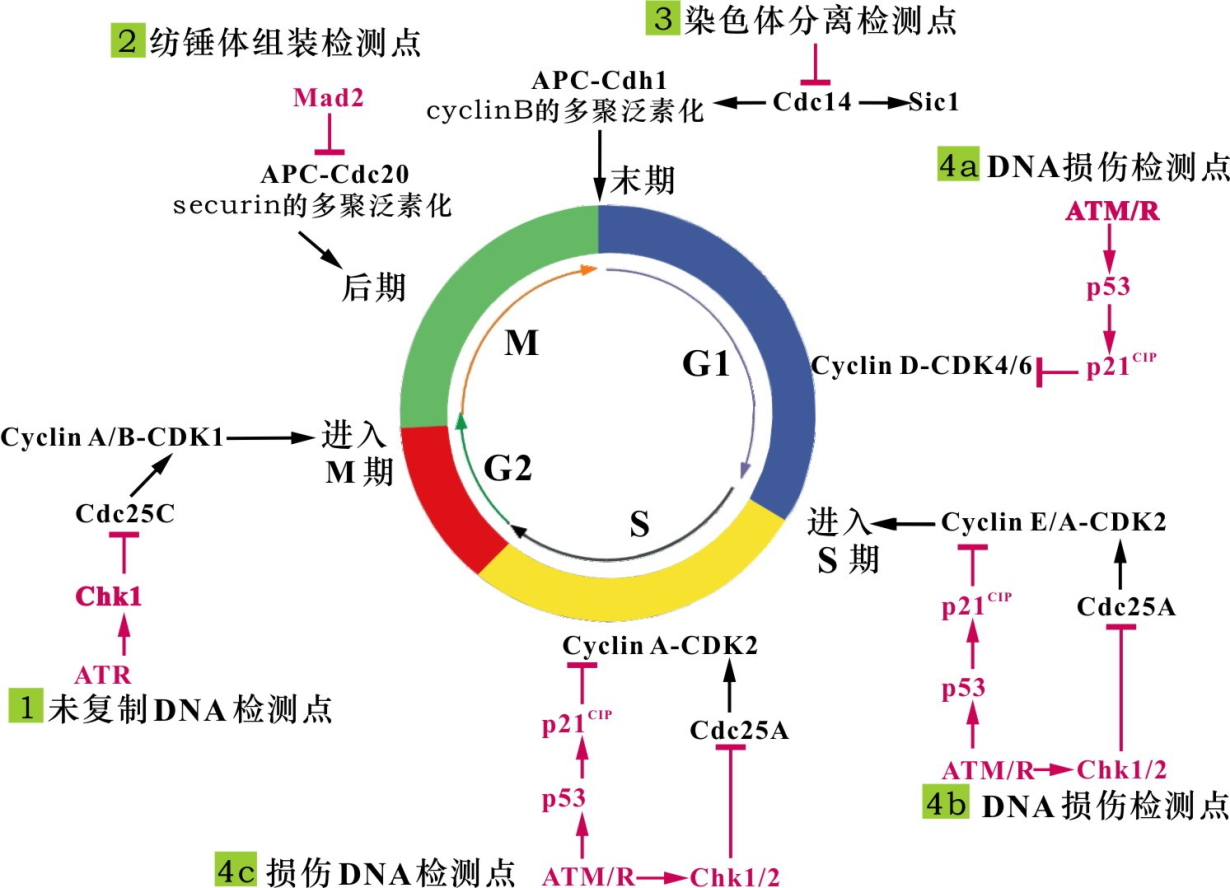 3 染色体分离检测点
2 纺锤体组装检测点
Mad2
APC-Cdc20
securin的多聚泛素化
后期
APC-Cdh1
cyclinB的多聚泛素化
Cdc14
Sic1
末期
4a DNA损伤检测点
ATM/R
p53
p21CIP
Cyclin D-CDK4/6
M
G1
G2
S
Cyclin A/B-CDK1
进入
M 期
Cdc25C
Chk1
ATR
1 未复制DNA检测点
进入
S 期
Cyclin E/A-CDK2
p21CIP
Cdc25A
p53
ATM/R
Chk1/2
4b DNA损伤检测点
Cyclin A-CDK2
p21CIP
Cdc25A
p53
4c 损伤DNA检测点
ATM/R
Chk1/2